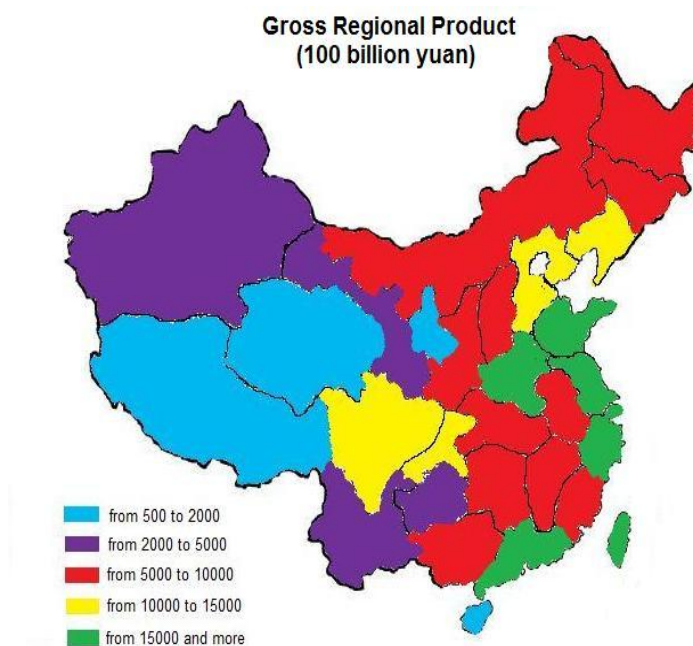 Gross Regional Product
(100 billion yuan)
from 500 to 2000
from 2000 to 5000
from 5000 to 10000
from 10000 to 15000
from 15000 and more